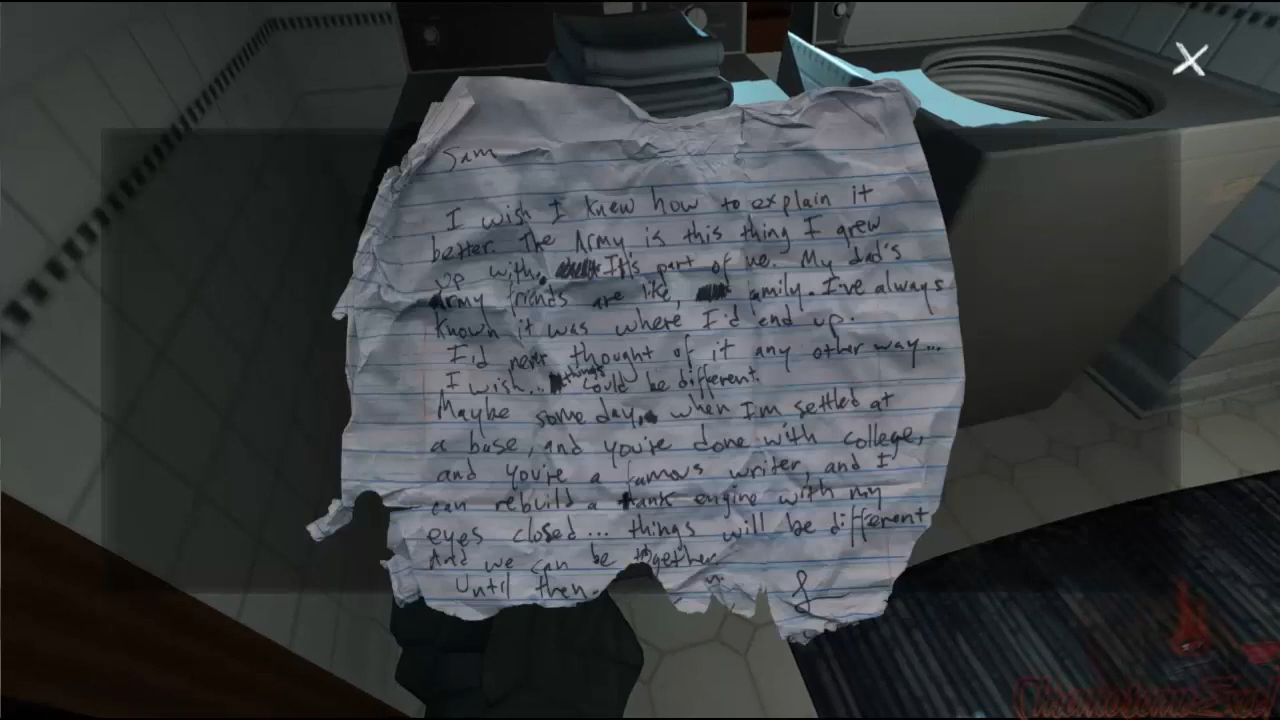 Sam
I wish I knew how to explain it
better. The Army is this thing I grew
up with. It's part of me. My dad's
Army friends are like, family. I've always
known it was where I'd end up.
I'd never thought of it any other way...
I wish... things could be different.
Maybe some day, when I'm settled at
a base, and you're done with college,
and you're a famous writer, and I
can rebuild a tank engine with my
eyes closed... things will be different
And we can be together.
Until then.
L